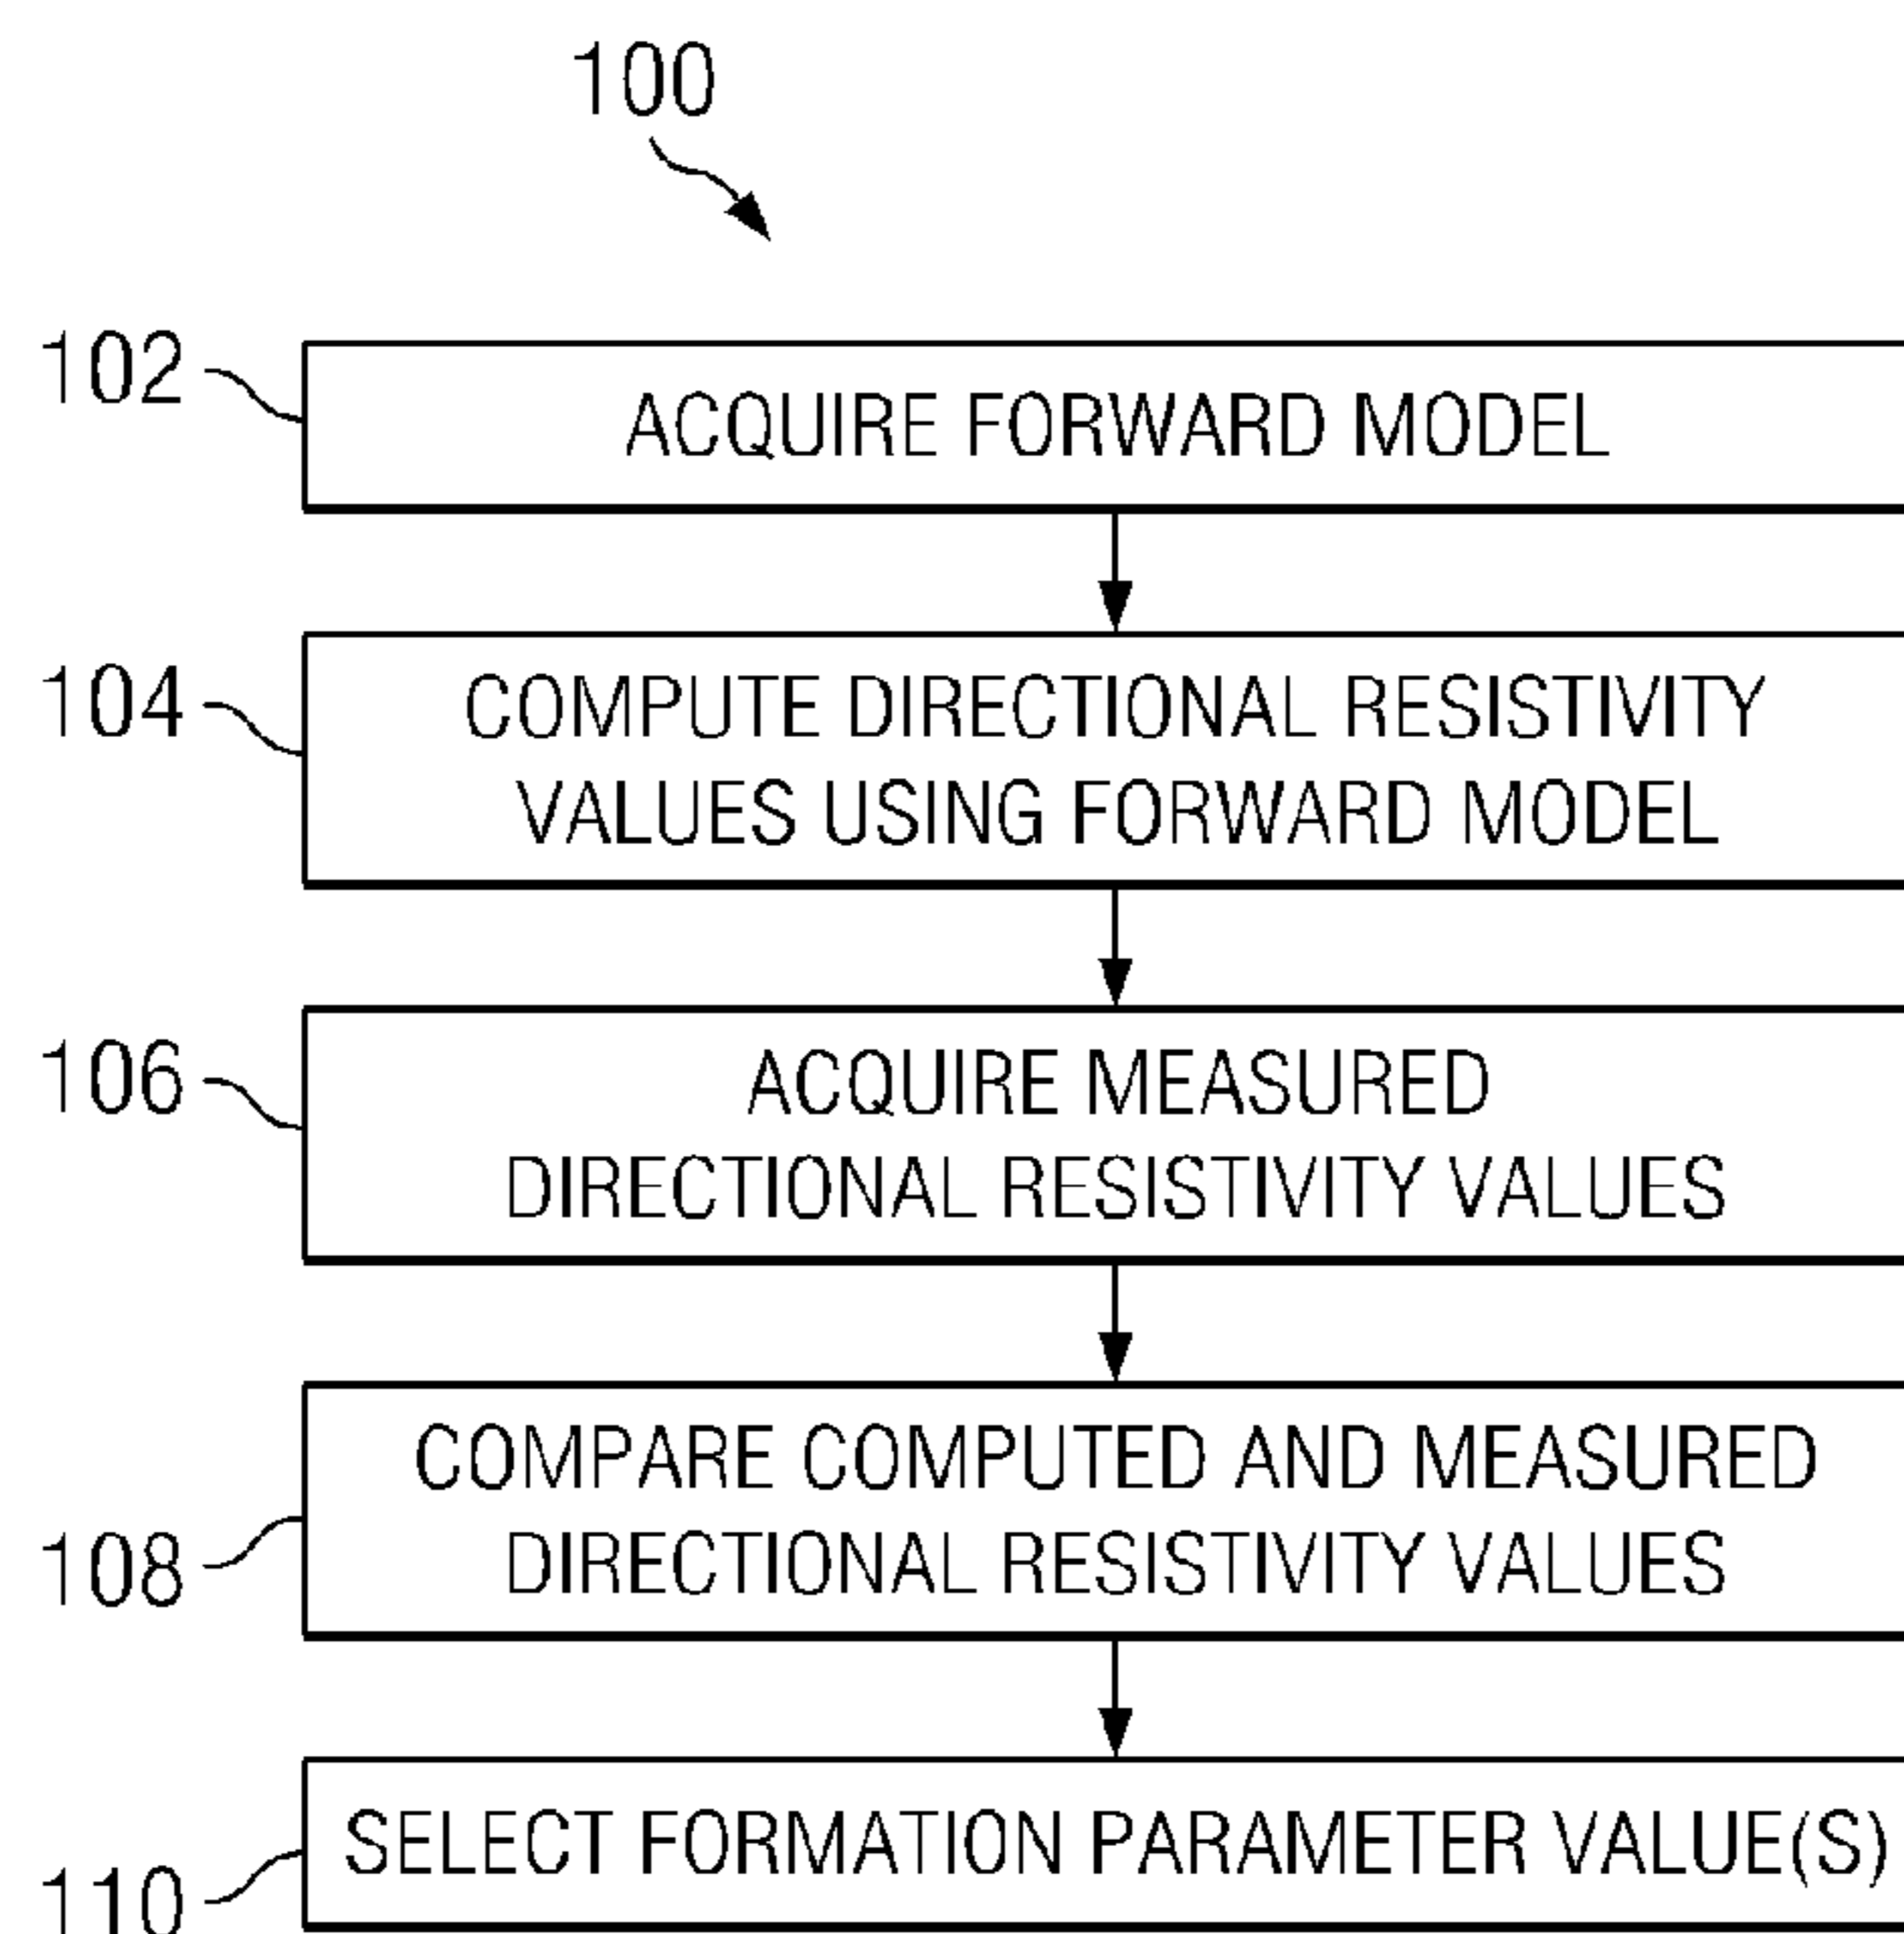 100
102
ACQUIRE FORWARD MODEL
104
COMPUTE DIRECTIONAL RESISTIVITY
VALUES USING FORWARD MODEL
106
ACQUIRE MEASURED
DIRECTIONAL RESISTIVITY VALUES
108
COMPARE COMPUTED AND MEASURED
DIRECTIONAL RESISTIVITY VALUES
110
SELECT FORMATION PARAMETER VALUE(S)